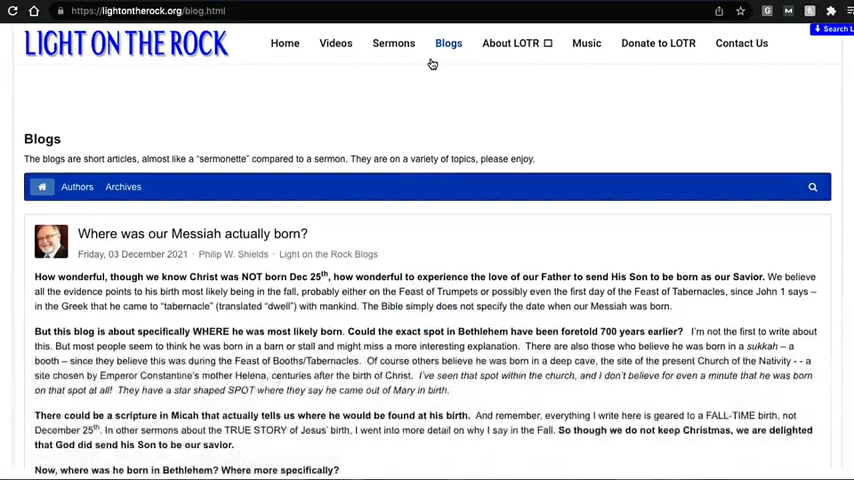 https://lightontherock.org/blog.html
Search L
LIGHT ON THE ROCK
Home Videos Sermons Blogs About LOTR Music Donate to LOTR Contact Us
Blogs
The blogs are short articles, almost like a “sermonette” compared to a sermon. They are on a variety of topics, please enjoy.
Authors Archives
Where was our Messiah actually born?
Friday, 03 December 2021 · Philip W. Shields · Light on the Rock Blogs
How wonderful, though we know Christ was NOT born Dec 25th, how wonderful to experience the love of our Father to send His Son to be born as our Savior. We believe
all the evidence points to his birth most likely being in the fall, probably either on the Feast of Trumpets or possibly even the first day of the Feast of Tabernacles, since John 1 says –
in the Greek that he came to “tabernacle” (translated “dwell”) with mankind. The Bible simply does not specify the date when our Messiah was born.
But this blog is about specifically WHERE he was most likely born. Could the exact spot in Bethlehem have been foretold 700 years earlier? I’m not the first to write about
this. But most people seem to think he was born in a barn or stall and might miss a more interesting explanation. There are also those who believe he was born in a sukkah – a
booth – since they believe this was during the Feast of Booths/Tabernacles. Of course others believe he was born in a deep cave, the site of the present Church of the Nativity - - a
site chosen by Emperor Constantine’s mother Helena, centuries after the birth of Christ. I’ve seen that spot within the church, and I don’t believe for even a minute that he was born
on that spot at all! They have a star shaped SPOT where they say he came out of Mary in birth.
There could be a scripture in Micah that actually tells us where he would be found at his birth. And remember, everything I write here is geared to a FALL-TIME birth, not
December 25th. In other sermons about the TRUE STORY of Jesus’ birth, I went into more detail on why I say in the Fall. So though we do not keep Christmas, we are delighted
that God did send his Son to be our savior.
Now, where was he born in Bethlehem? Where more specifically?